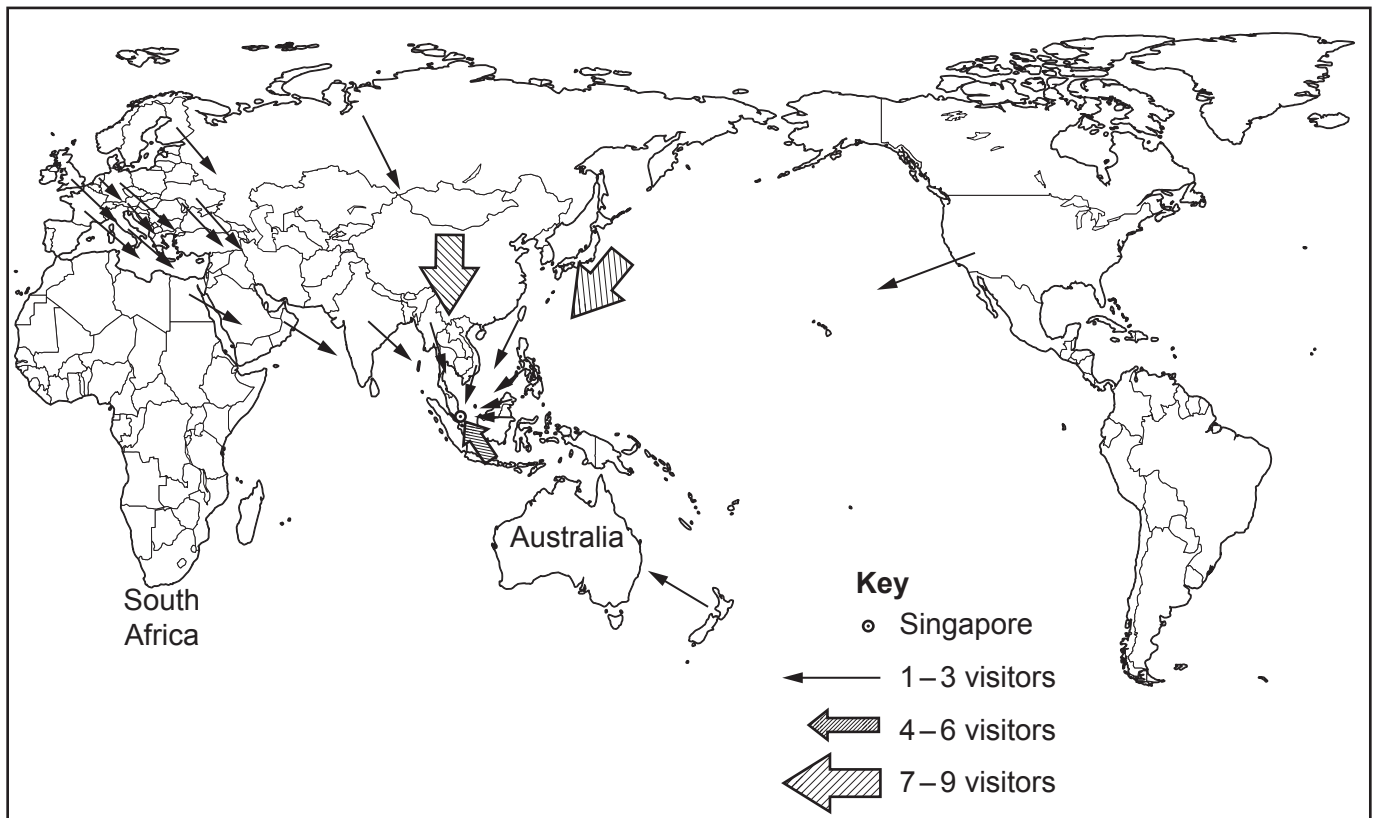 Australia
South
Africa
Key
Singapore
1–3 visitors
4–6 visitors
7–9 visitors